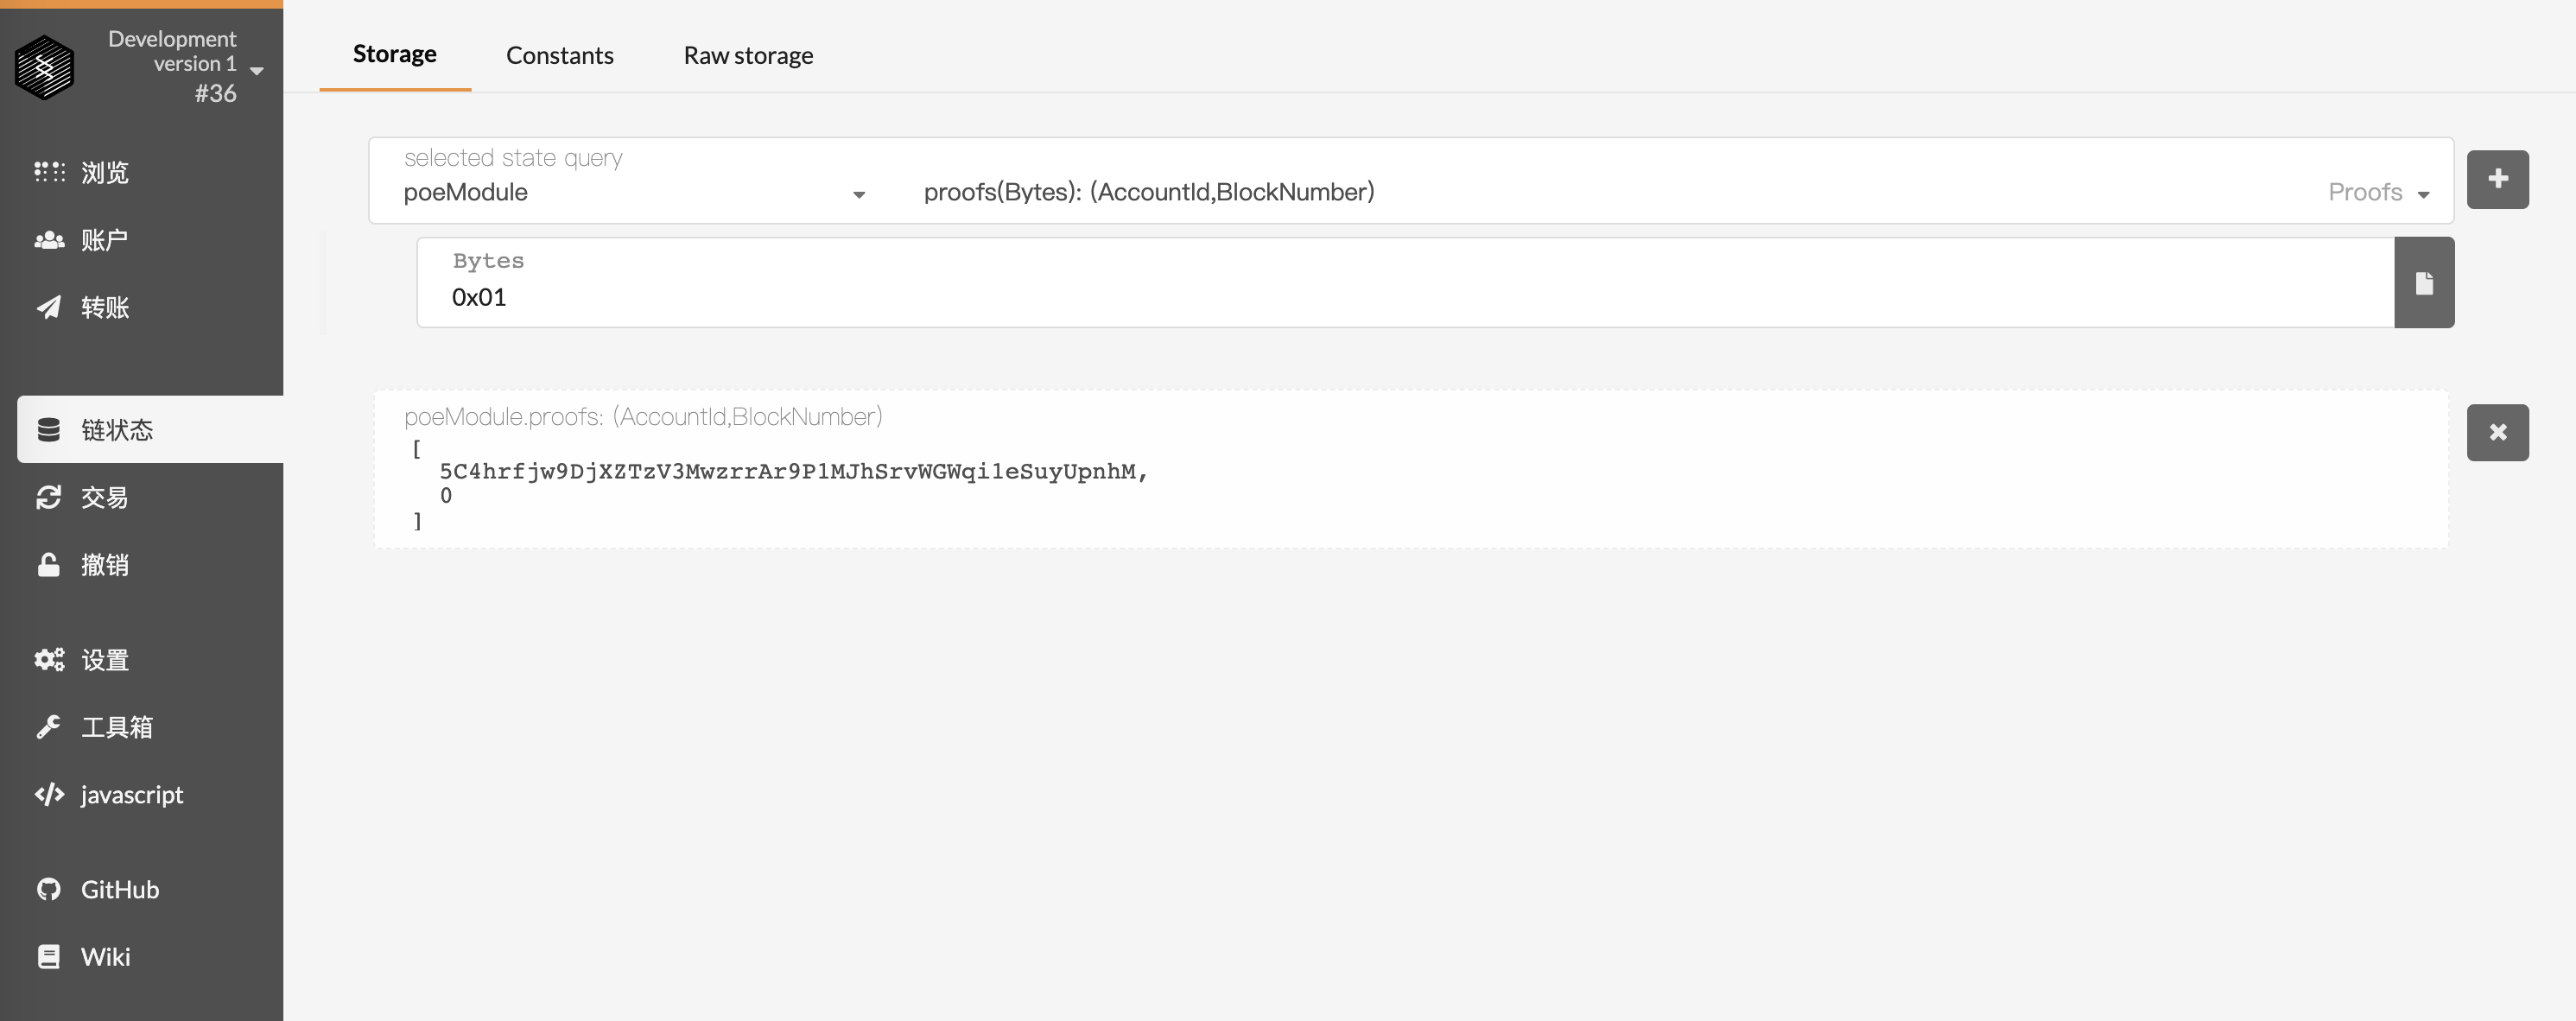 Development
version 1
#36
浏览
账户
转账
链状态
交易
撤销
设置
工具箱
javascript
GitHub
Wiki
Storage
Constants
Raw storage
selected state query
poeModule
proofs(Bytes): (AccountId,BlockNumber)
Proofs
Bytes
0x01
poeModule.proofs: (AccountId,BlockNumber)
[
5C4hrfjw9DjXZTzV3MwzrrAr9P1MJhSrvWGWqi1eSuyUpnhM,
0
]